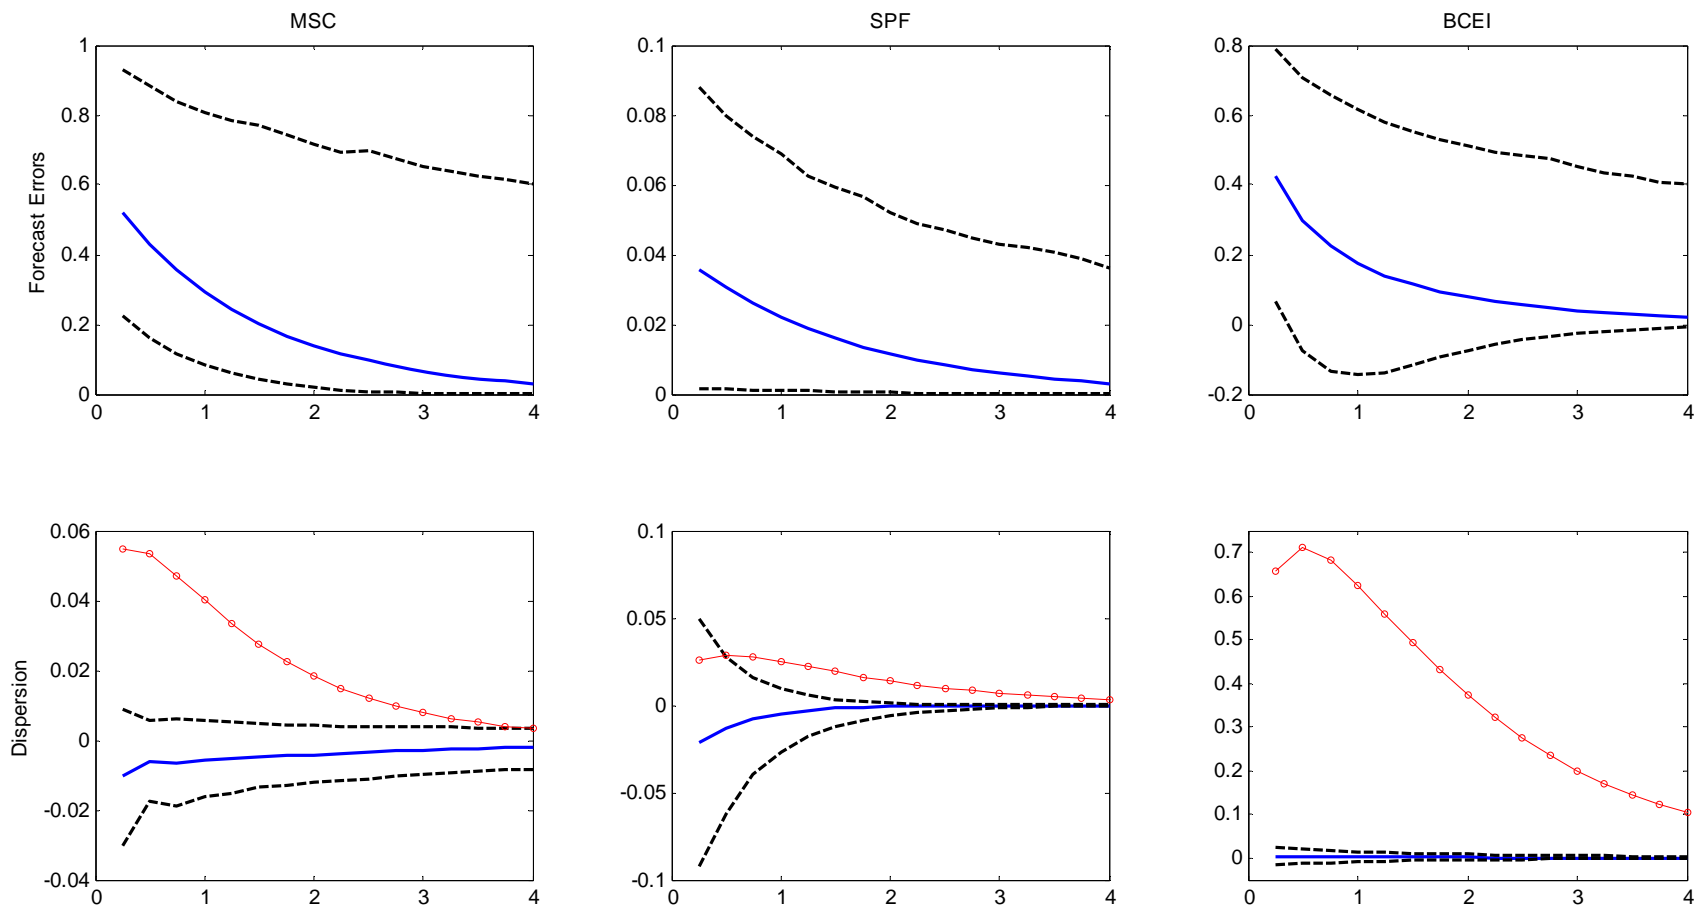 MSC SPF BCEI
1 0.1 0.8
0.8 0.08 0.6
0.6 0.06 0.4
0.4 0.04 0.2
0.2 0.02 0
0 0 -0.2
Forecast Errors
0 1 2 3 4 0 1 2 3 4 0 1 2 3 4
0.06 0.1 0.7
0.04 0.05 0.6
0.02 0 0.5
0 -0.05 0.4
-0.02 -0.1 0.3
-0.04 0.2
0.1
0
Dispersion
0 1 2 3 4 0 1 2 3 4 0 1 2 3 4